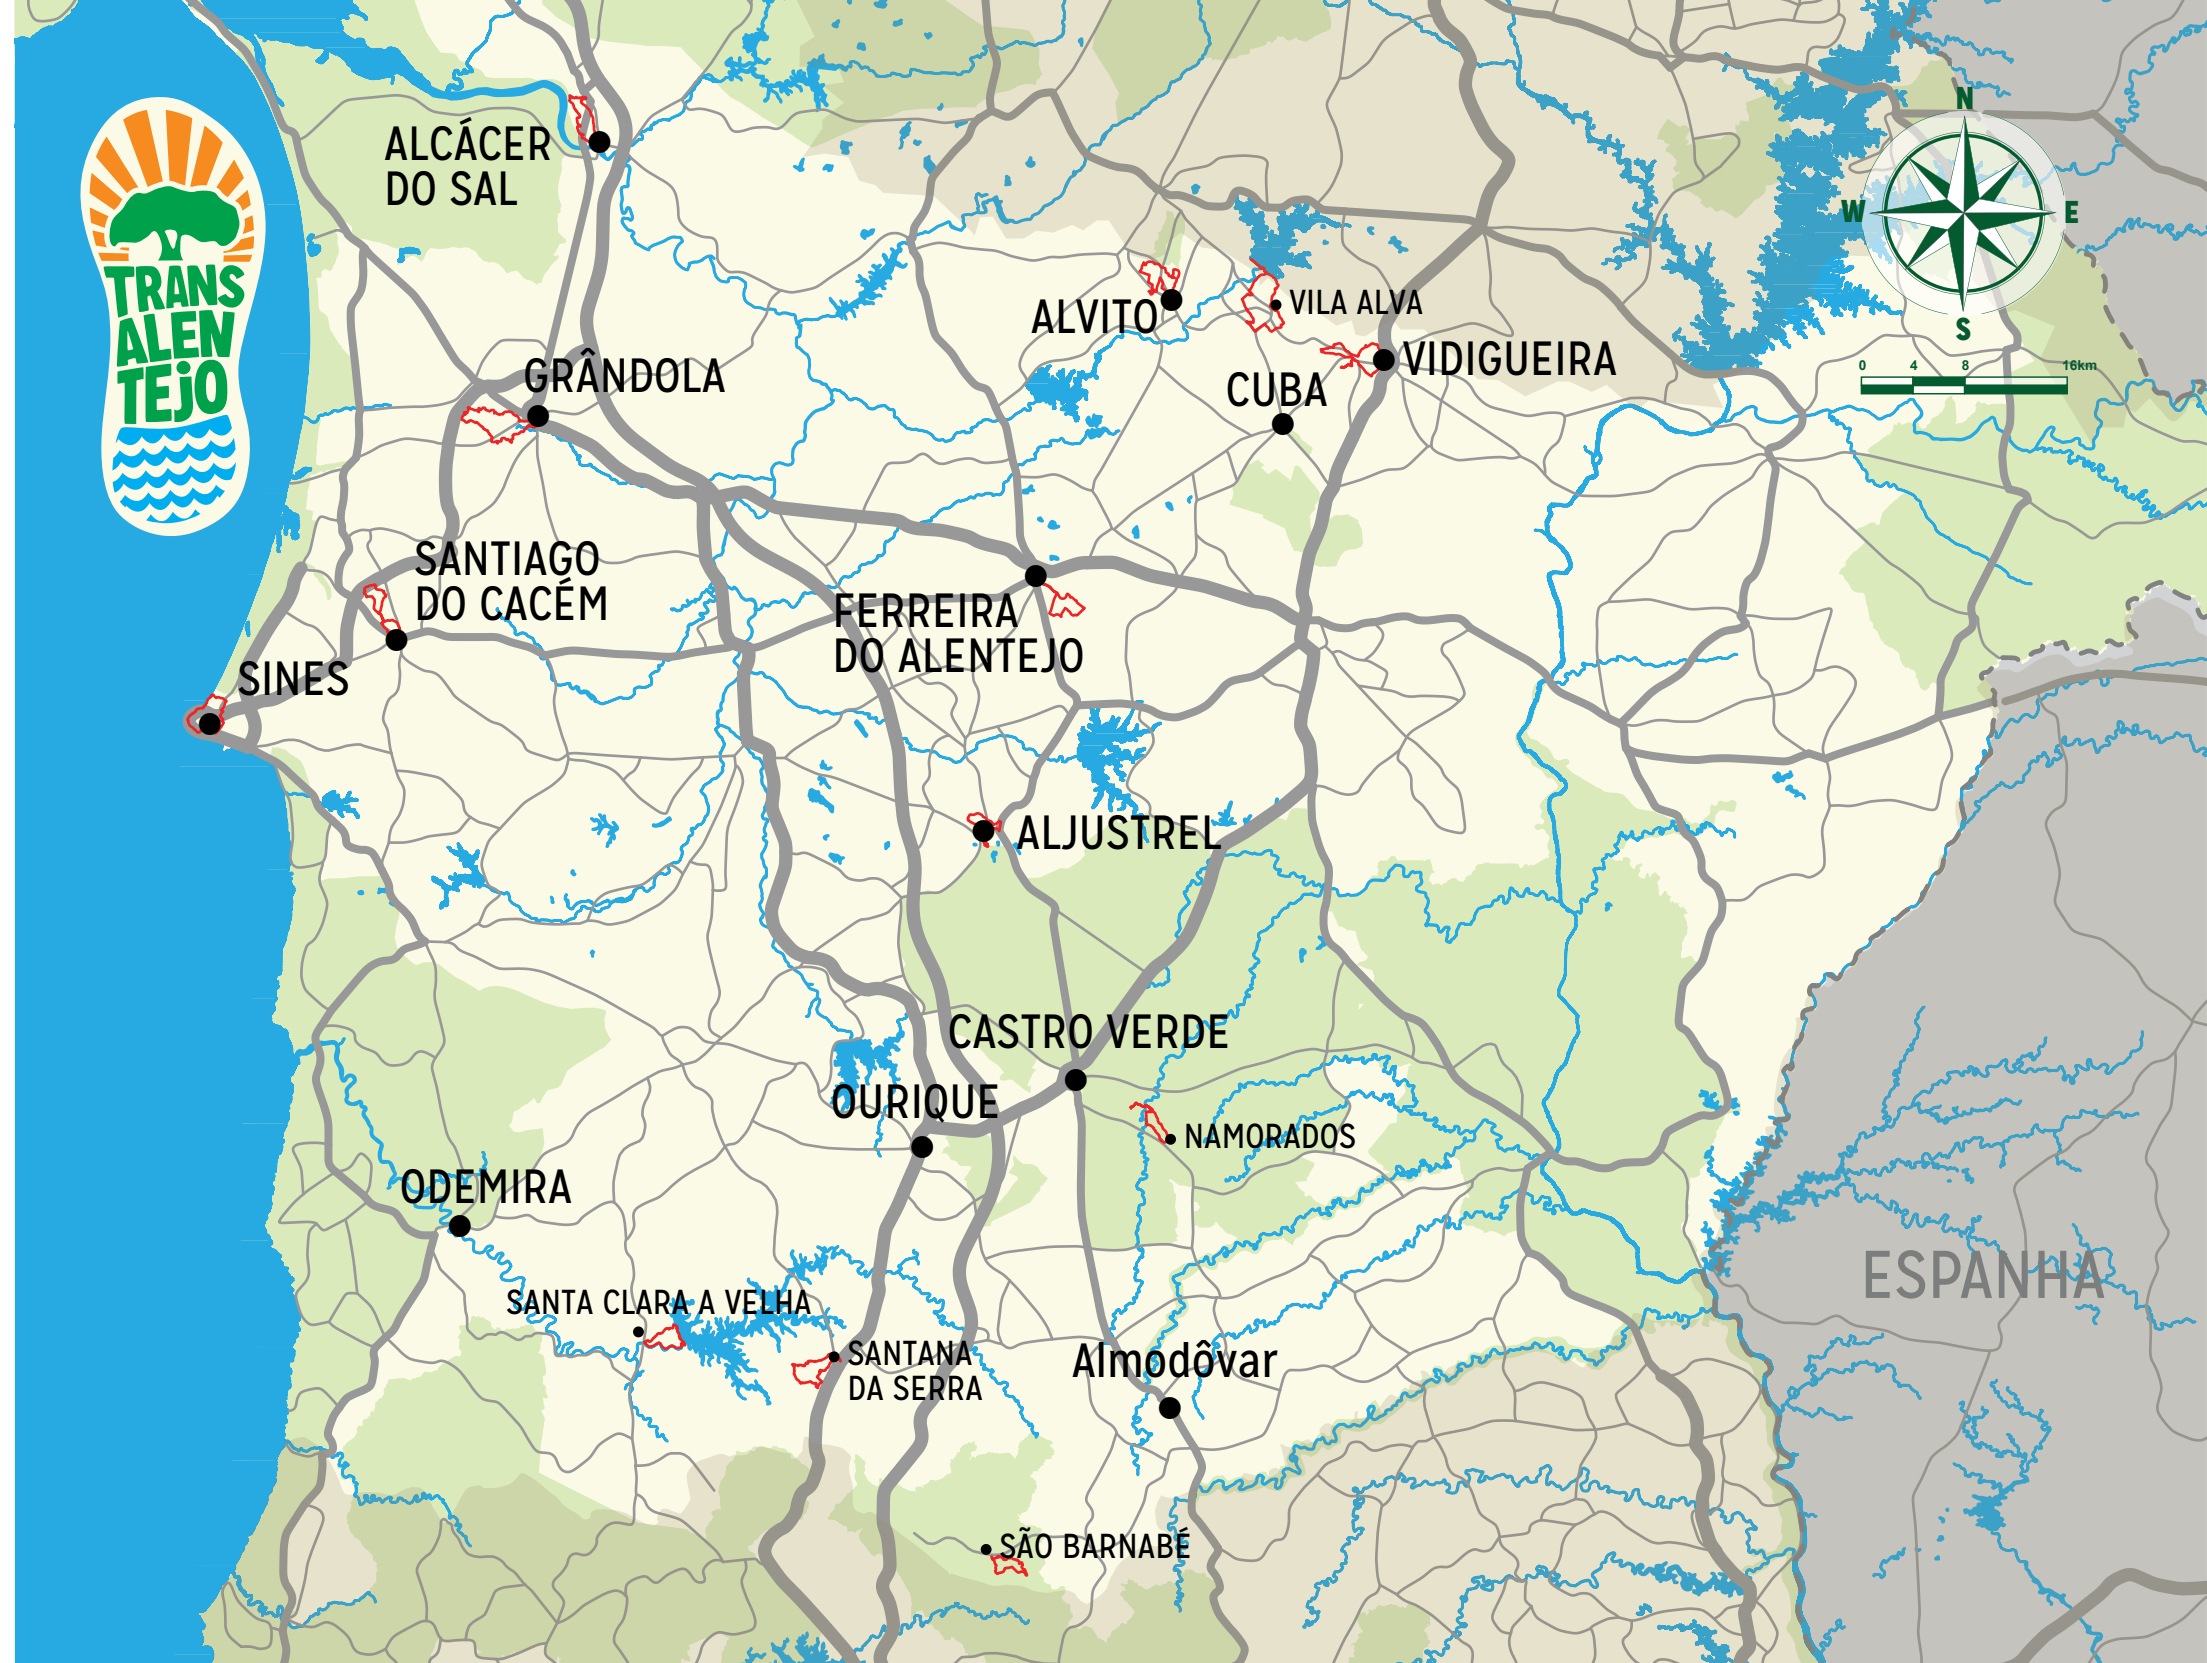 N
W
E
S
0 4 8 16km
TRANS
ALEN
TEJO
ALCÁCER
DO SAL
ALVITO
VILA ALVA
GRÂNDOLA
VIDIGUEIRA
CUBA
SANTIAGO
DO CACÉM
FERREIRA
DO ALENTEJO
SINES
ALJUSTREL
CASTRO VERDE
OURIQUE
NAMORADOS
ODEMIRA
ESPANHA
SANTA CLARA A VELHA
SANTANA
DA SERRA
Almodôvar
SÃO BARNABÉ